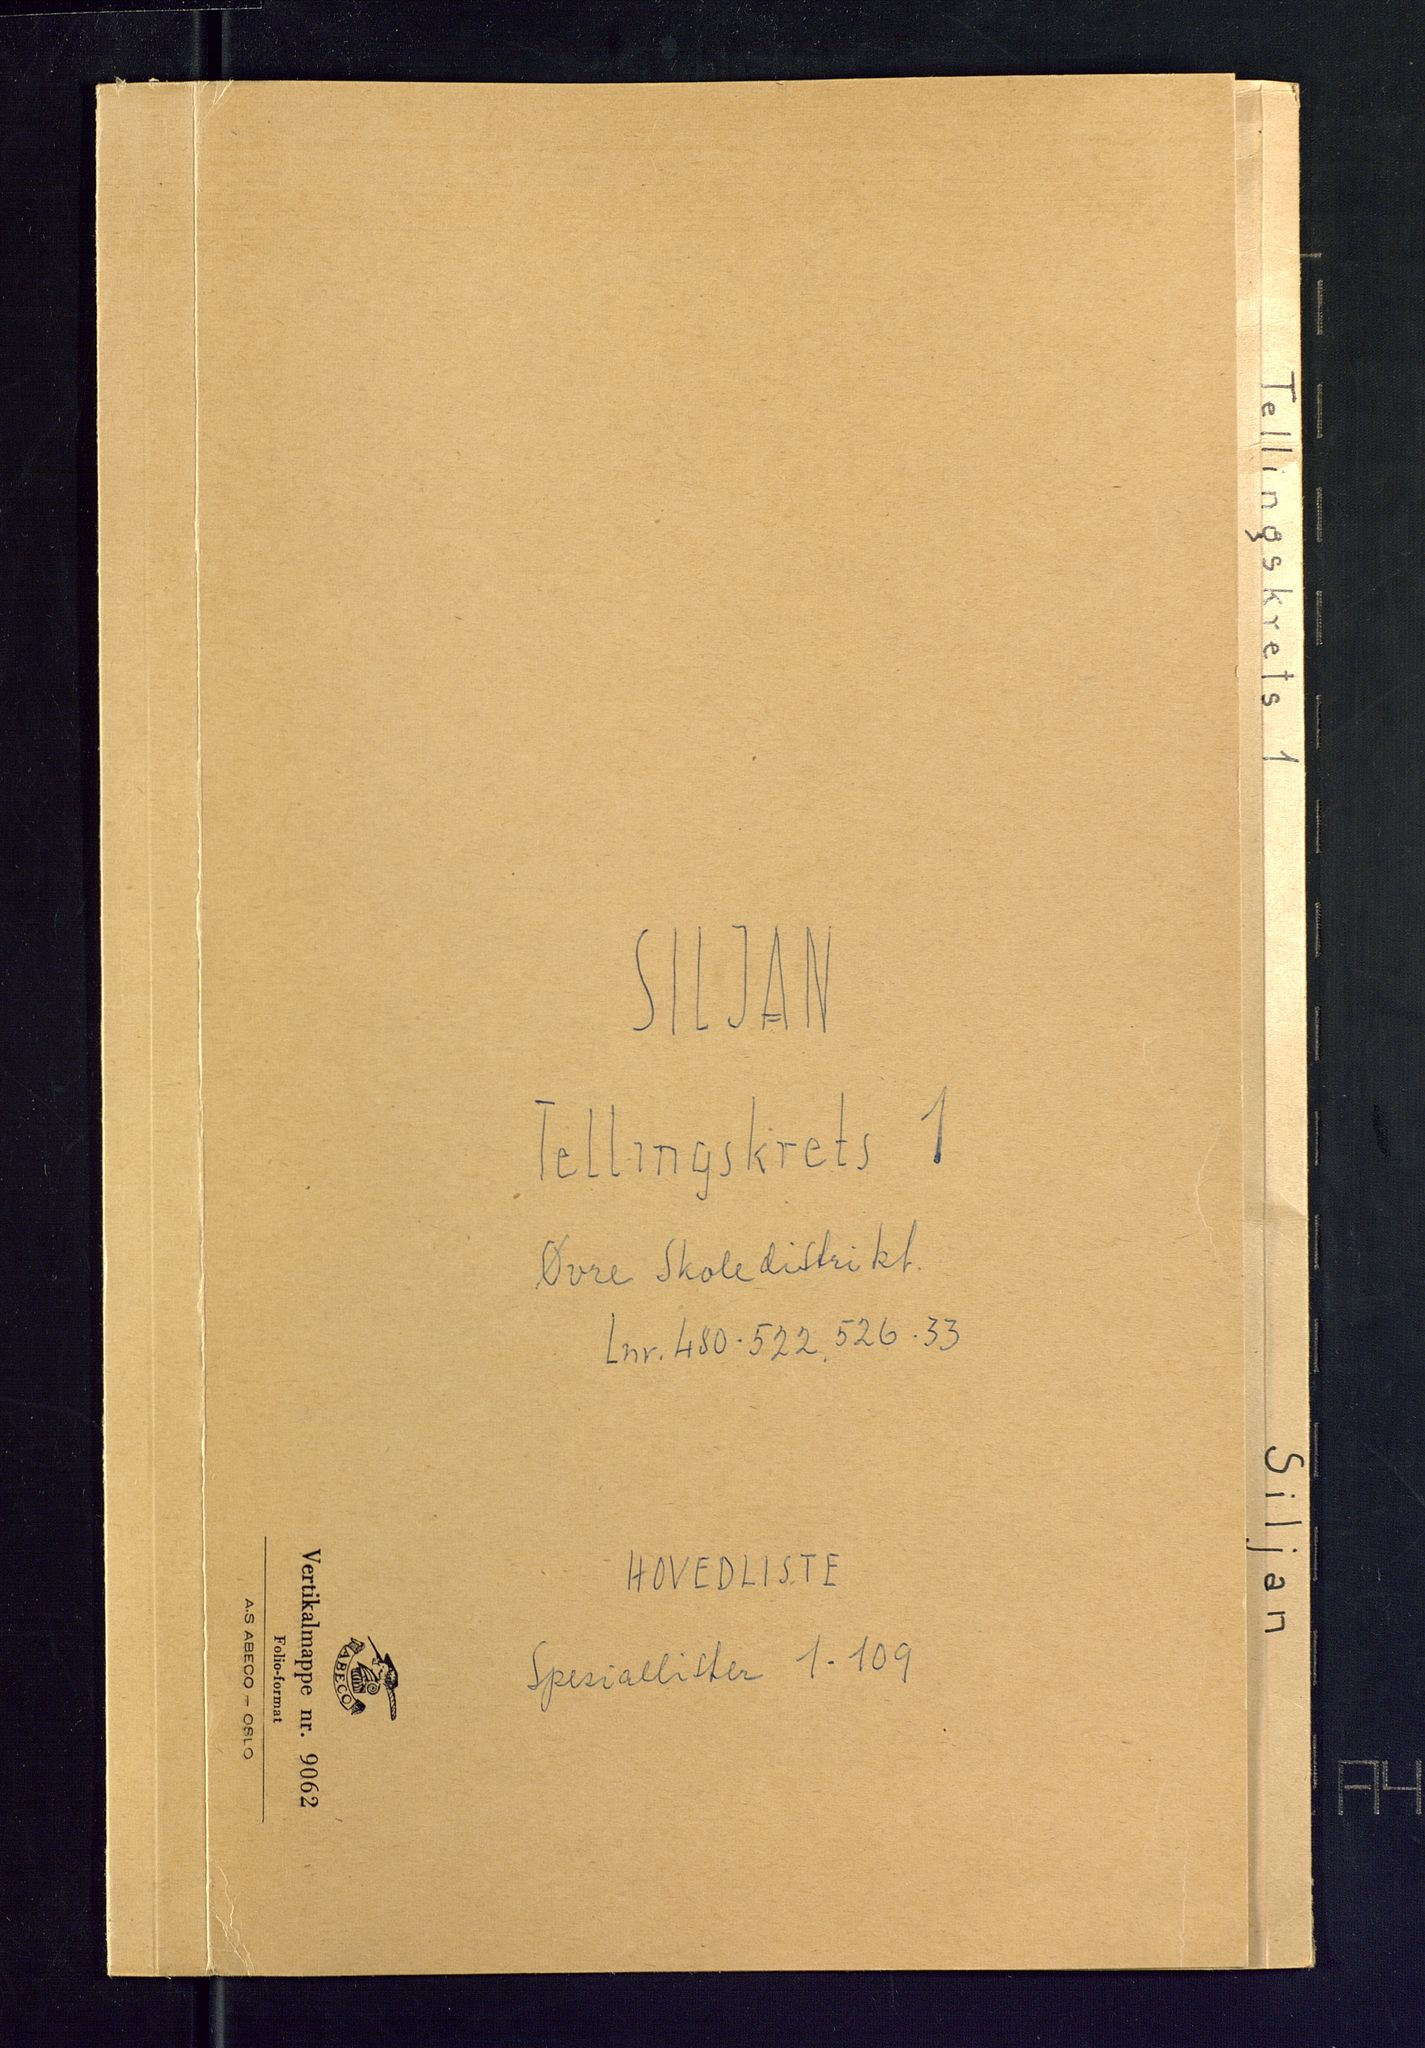 SILJAN
Tellingskrets 1
Øvre Skoledistrikt.
Lnr. 480-522, 526-33
HOVEDLISTE
Spesiallister 1-109
Tellingskrets 1
Siljan
ABECO
Vertikalmappe nr. 9062
Folio-format
A.S ABECO – OSLO
A4